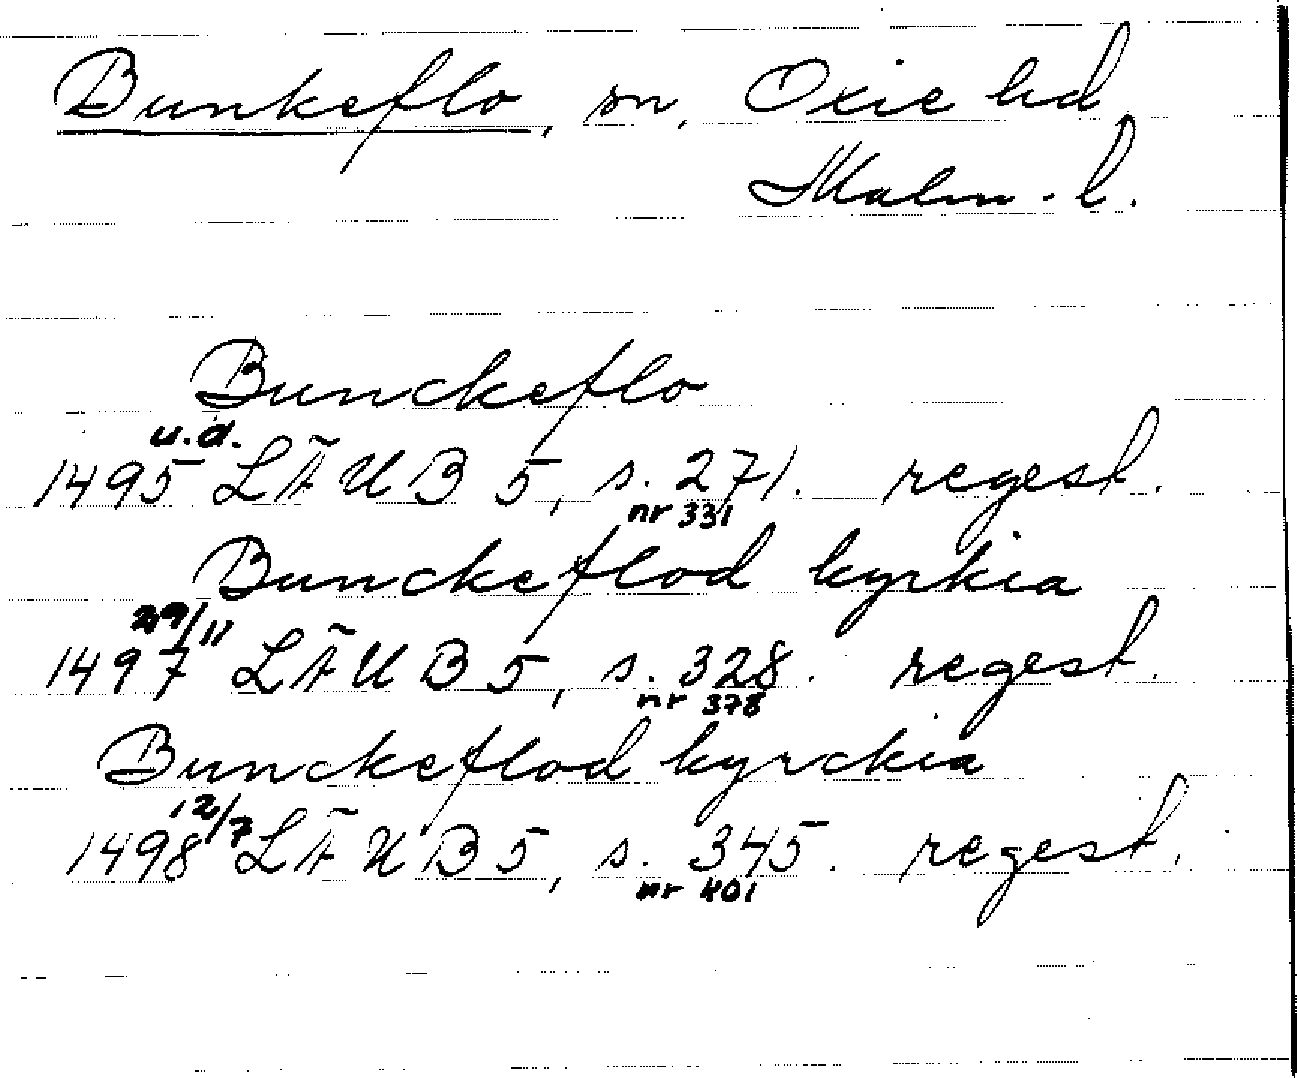 Bunkeflo, sn, Oxie hd
Malm. l.
Bunckeflo
u.d.
1495 LÄUB 5, s. 271. regest.
nr 331
Bunckeflod kyrkia
29/11
1497 LÄUB 5, s. 328. regest.
nr 378
Bunckeflod kyrckia
12/7
1498 LÄUB 5, s. 345. regest.
nr 401